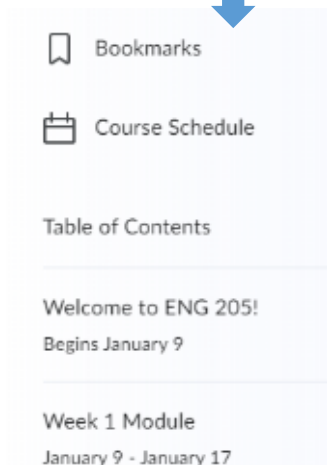 Bookmarks
Course Schedule
Table of Contents
Welcome to ENG 205!
Begins January 9
Week 1 Module
January 9 - January 17